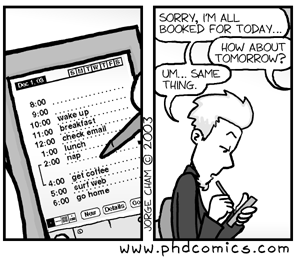 Dec 1, '03
S M T W T F S
8:00
9:00
10:00 wake up
11:00 breakfast
12:00 check email
1:00 lunch
2:00 nap
4:00 get coffee
5:00 surf web
6:00 go home
New Details Go
JORGE CHAM © 2003
SORRY, I'M ALL
BOOKED FOR TODAY...
HOW ABOUT
TOMORROW?
UM... SAME
THING.
www.phdcomics.com